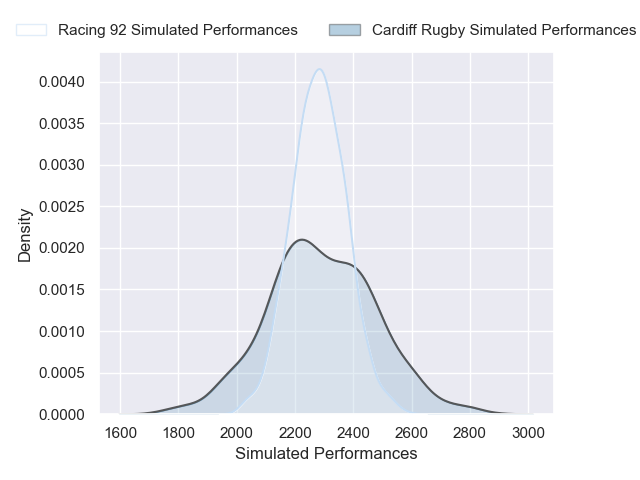 Racing 92 Simulated Performances
Cardiff Rugby Simulated Performances
0.0040
0.0035
0.0030
0.0025
0.0020
0.0015
0.0010
0.0005
0.0000
Density
1600 1800 2000 2200 2400 2600 2800 3000
Simulated Performances